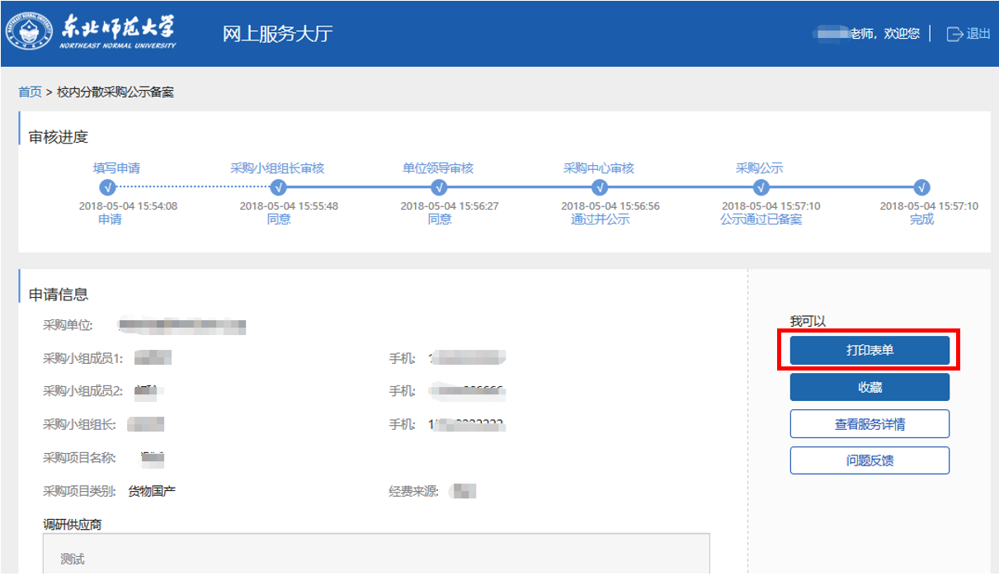 东北师范大学
NORTHEAST NORMAL UNIVERSITY
网上服务大厅
老师，欢迎您
退出
首页 > 校内分散采购公示备案
审核进度
填写申请 采购小组组长审核 单位领导审核 采购中心审核 采购公示
2018-05-04 15:54:08 2018-05-04 15:55:48 2018-05-04 15:56:27 2018-05-04 15:56:56 2018-05-04 15:57:10 2018-05-04 15:57:10
申请 同意 同意 通过并公示 公示通过已备案 完成
申请信息
采购单位:
采购小组成员1: 手机:
采购小组成员2: 手机:
采购小组组长: 手机:
采购项目名称:
采购项目类别: 货物国产 经费来源:
调研供应商
测试
我可以
打印表单
收藏
查看服务详情
问题反馈